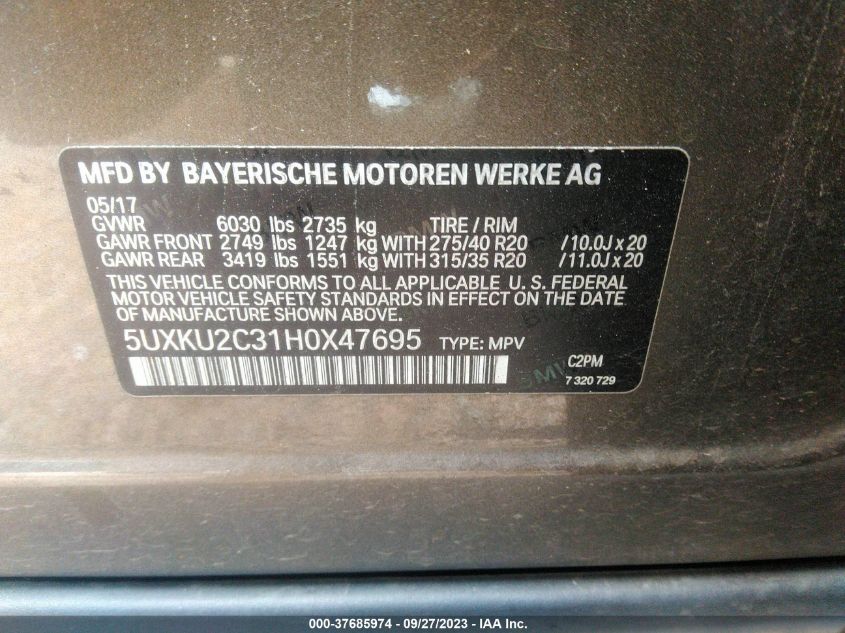 MFD BY BAYERISCHE MOTOREN WERKE AG
05/17
GVWR 6030 lbs 2735 kg TIRE / RIM
GAWR FRONT 2749 lbs 1247 kg WITH 275/40 R20 /10.0J x 20
GAWR REAR 3419 lbs 1551 kg WITH 315/35 R20 /11.0J x 20
THIS VEHICLE CONFORMS TO ALL APPLICABLE U. S. FEDERAL
MOTOR VEHICLE SAFETY STANDARDS IN EFFECT ON THE DATE
OF MANUFACTURE SHOWN ABOVE.
5UXKU2C31H0X47695 TYPE: MPV
C2PM
7 320 729
000-37685974 - 09/27/2023 - IAA Inc.